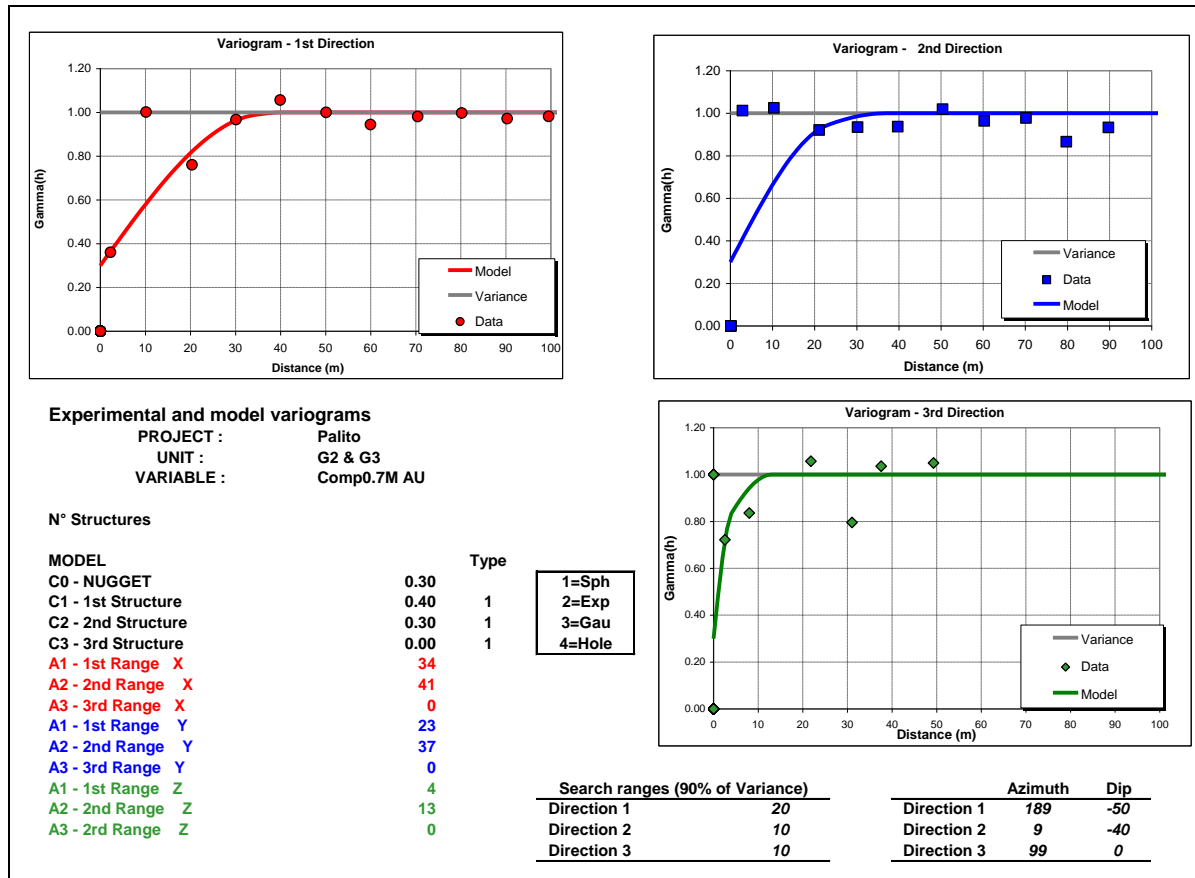 Variogram - 1st Direction
1.20
1.00
0.80
0.60
0.40
0.20
0.00
Gamma(h)
0 10 20 30 40 50 60 70 80 90 100
Distance (m)
Model
Variance
Data
Variogram - 2nd Direction
1.20
1.00
0.80
0.60
0.40
0.20
0.00
Gamma(h)
0 10 20 30 40 50 60 70 80 90 100
Distance (m)
Variance
Data
Model
Experimental and model variograms
PROJECT : Palito
UNIT : G2 & G3
VARIABLE : Comp0.7M AU
N° Structures
MODEL Type
C0 - NUGGET 0.30
C1 - 1st Structure 0.40 1
C2 - 2nd Structure 0.30 1
C3 - 3rd Structure 0.00 1
1=Sph
2=Exp
3=Gau
4=Hole
A1 - 1st Range X 34
A2 - 2nd Range X 41
A3 - 3rd Range X 0
A1 - 1st Range Y 23
A2 - 2nd Range Y 37
A3 - 3rd Range Y 0
A1 - 1st Range Z 4
A2 - 2nd Range Z 13
A3 - 2rd Range Z 0
Variogram - 3rd Direction
1.20
1.00
0.80
0.60
0.40
0.20
0.00
Gamma(h)
0 10 20 30 40 50 60 70 80 90 100
Distance (m)
Variance
Data
Model
Search ranges (90% of Variance)
Direction 1 20
Direction 2 10
Direction 3 10
Azimuth Dip
Direction 1 189 -50
Direction 2 9 -40
Direction 3 99 0